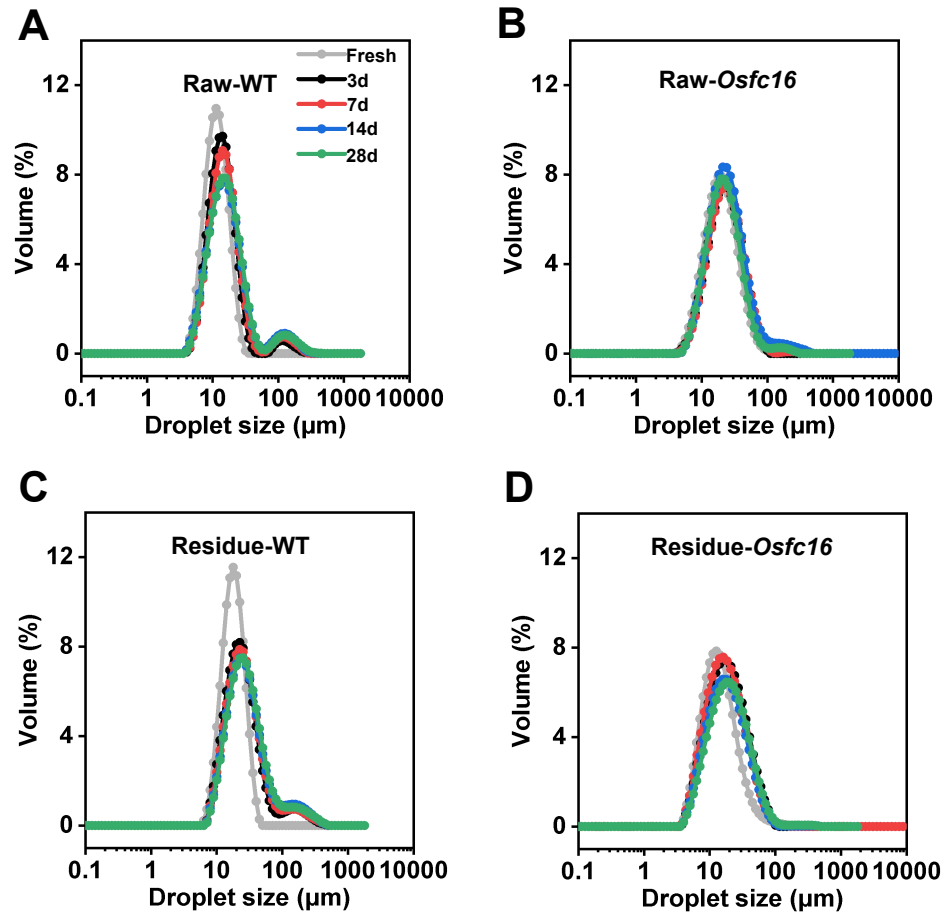 A
Raw-WT
Fresh
3d
7d
14d
28d
12
8
4
0
Volume (%)
0.1 1 10 100 1000 10000
Droplet size (µm)
B
Raw-Osfc16
12
8
4
0
Volume (%)
0.1 1 10 100 1000 10000
Droplet size (µm)
C
Residue-WT
12
8
4
0
Volume (%)
0.1 1 10 100 1000 10000
Droplet size (µm)
D
Residue-Osfc16
12
8
4
0
Volume (%)
0.1 1 10 100 1000 10000
Droplet size (µm)